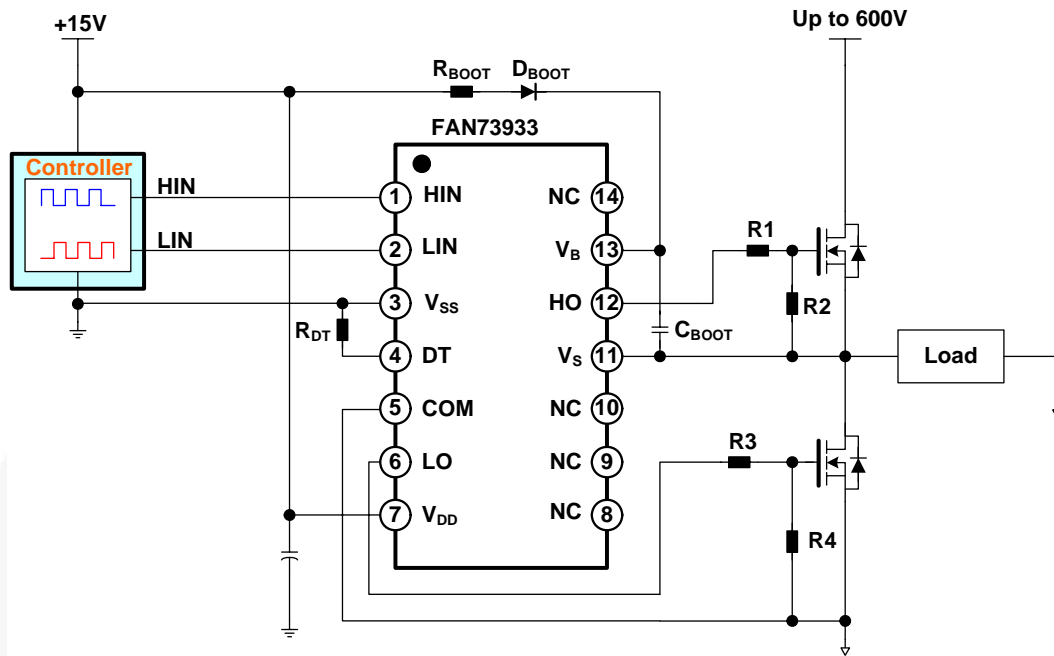 +15V
Up to 600V
RBOOT
DBOOT
FAN73933
Controller
HIN
LIN
1
HIN
2
LIN
3
VSS
4
DT
5
COM
6
LO
7
VDD
RDT
NC
14
VB
13
HO
12
VS
11
NC
10
NC
9
NC
8
CBOOT
R1
R2
Load
R3
R4